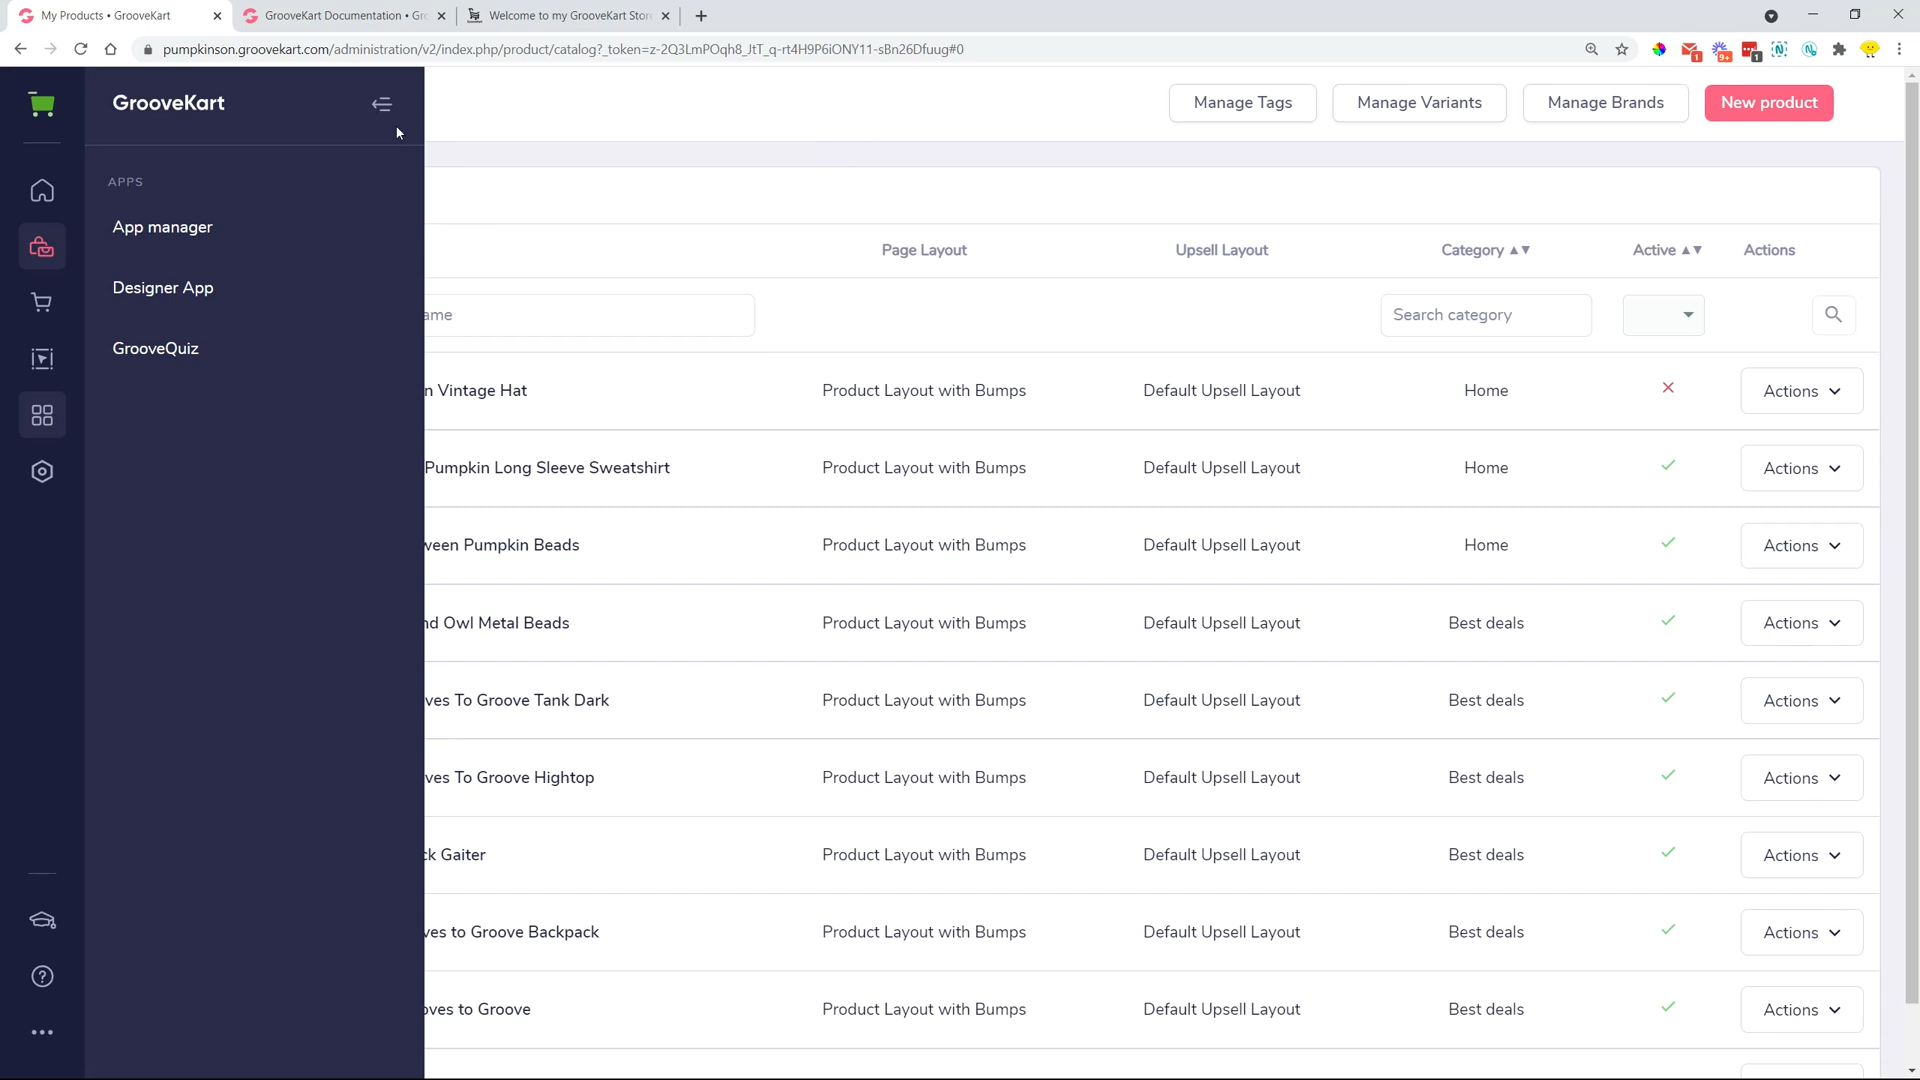 My Products • GrooveKart
GrooveKart Documentation • Gro
Welcome to my GrooveKart Stor
pumpkinson.groovekart.com/administration/v2/index.php/product/catalog?_token=z-2Q3LmPOqh8_JtT_q-rt4H9P6iONY11-sBn26Dfuug#0
1
9+
1
GrooveKart
Manage Tags
Manage Variants
Manage Brands
New product
APPS
App manager
Designer App
GrooveQuiz
Page Layout
Upsell Layout
Category
Active
Actions
ame
Search category
n Vintage Hat
Product Layout with Bumps
Default Upsell Layout
Home
Actions
Pumpkin Long Sleeve Sweatshirt
Product Layout with Bumps
Default Upsell Layout
Home
Actions
ween Pumpkin Beads
Product Layout with Bumps
Default Upsell Layout
Home
Actions
nd Owl Metal Beads
Product Layout with Bumps
Default Upsell Layout
Best deals
Actions
ves To Groove Tank Dark
Product Layout with Bumps
Default Upsell Layout
Best deals
Actions
ves To Groove Hightop
Product Layout with Bumps
Default Upsell Layout
Best deals
Actions
ck Gaiter
Product Layout with Bumps
Default Upsell Layout
Best deals
Actions
ves to Groove Backpack
Product Layout with Bumps
Default Upsell Layout
Best deals
Actions
oves to Groove
Product Layout with Bumps
Default Upsell Layout
Best deals
Actions